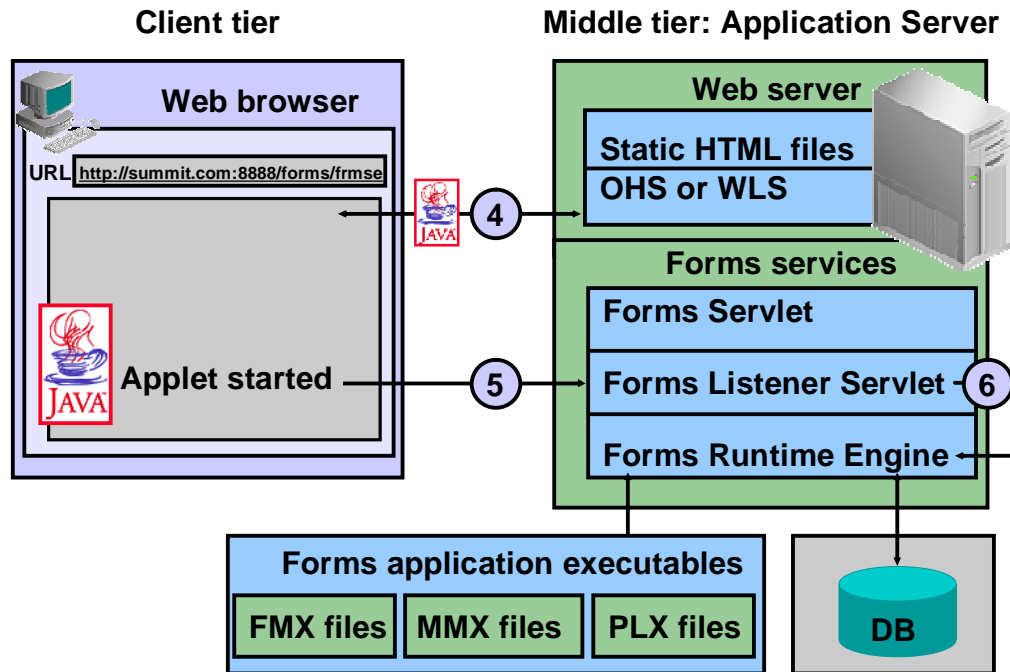 Client tier
Middle tier: Application Server
Web browser
URL http://summit.com:8888/forms/frmse
JAVA
4
Applet started
JAVA
5
Web server
Static HTML files
OHS or WLS
Forms services
Forms Servlet
Forms Listener Servlet
6
Forms Runtime Engine
Forms application executables
FMX files
MMX files
PLX files
DB